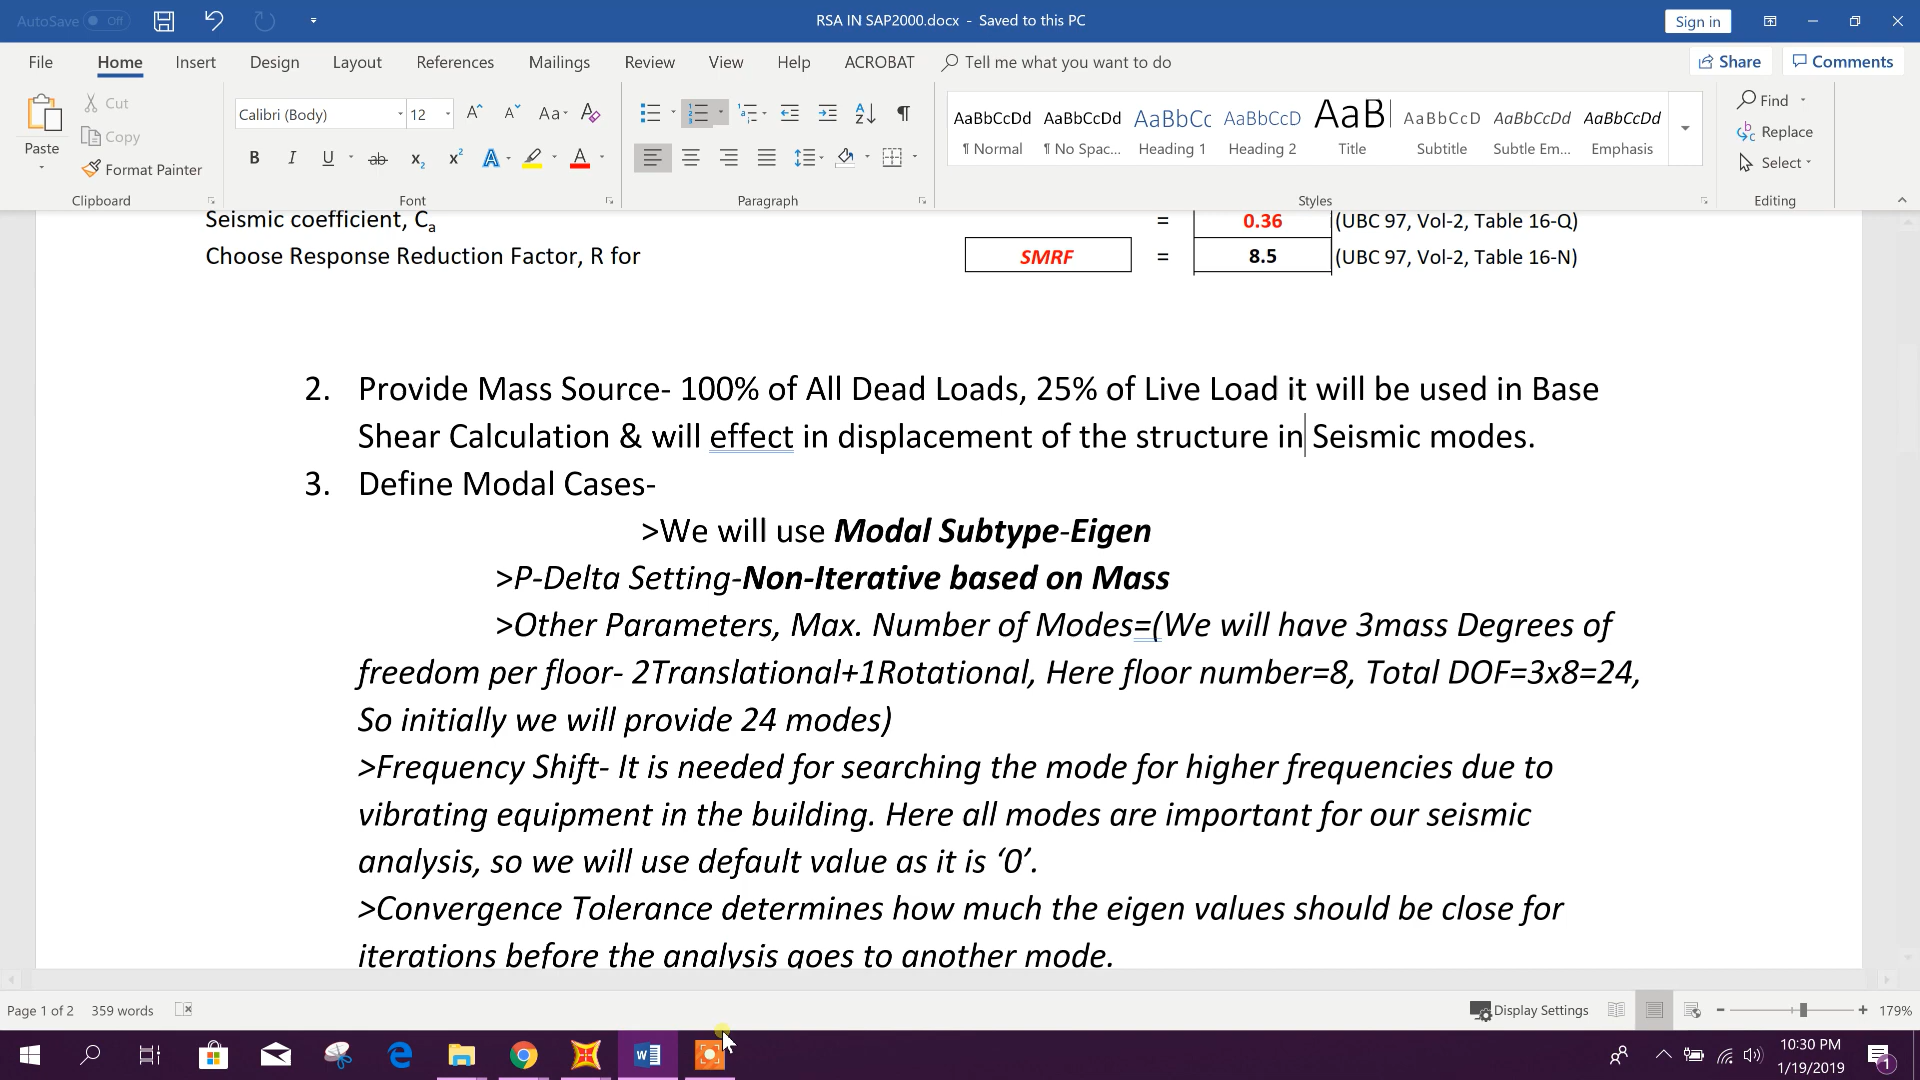 AutoSave Off
RSA IN SAP2000.docx - Saved to this PC
Sign in
File Home Insert Design Layout References Mailings Review View Help ACROBAT Tell me what you want to do
Share Comments
Paste
Cut
Copy
Format Painter
Clipboard
Calibri (Body) 12
Font
Paragraph
AaBbCcDd AaBbCcDd AaBbCc AaBbCcD AaB AaBbCcD AaBbCcDd AaBbCcDd
¶ Normal ¶ No Spac... Heading 1 Heading 2 Title Subtitle Subtle Em... Emphasis
Styles
Find
Replace
Select
Editing
Seismic coefficient, Ca = 0.36 (UBC 97, Vol-2, Table 16-Q)
Choose Response Reduction Factor, R for SMRF = 8.5 (UBC 97, Vol-2, Table 16-N)
2. Provide Mass Source- 100% of All Dead Loads, 25% of Live Load it will be used in Base
Shear Calculation & will effect in displacement of the structure in Seismic modes.
3. Define Modal Cases-
>We will use Modal Subtype-Eigen
>P-Delta Setting-Non-Iterative based on Mass
>Other Parameters, Max. Number of Modes=(We will have 3mass Degrees of
freedom per floor- 2Translational+1Rotational, Here floor number=8, Total DOF=3x8=24,
So initially we will provide 24 modes)
>Frequency Shift- It is needed for searching the mode for higher frequencies due to
vibrating equipment in the building. Here all modes are important for our seismic
analysis, so we will use default value as it is ‘0’.
>Convergence Tolerance determines how much the eigen values should be close for
iterations before the analysis goes to another mode.
Page 1 of 2 359 words
Display Settings
179%
10:30 PM
1/19/2019
1